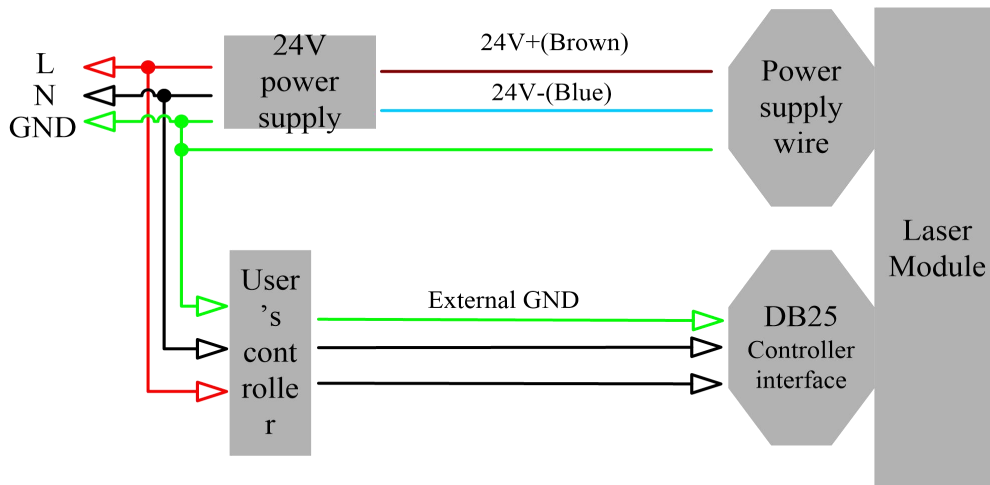 L
N
GND
24V
power
supply
24V+(Brown)
24V-(Blue)
Power
supply
wire
Laser
Module
User
’s
cont
rolle
r
External GND
DB25
Controller
interface